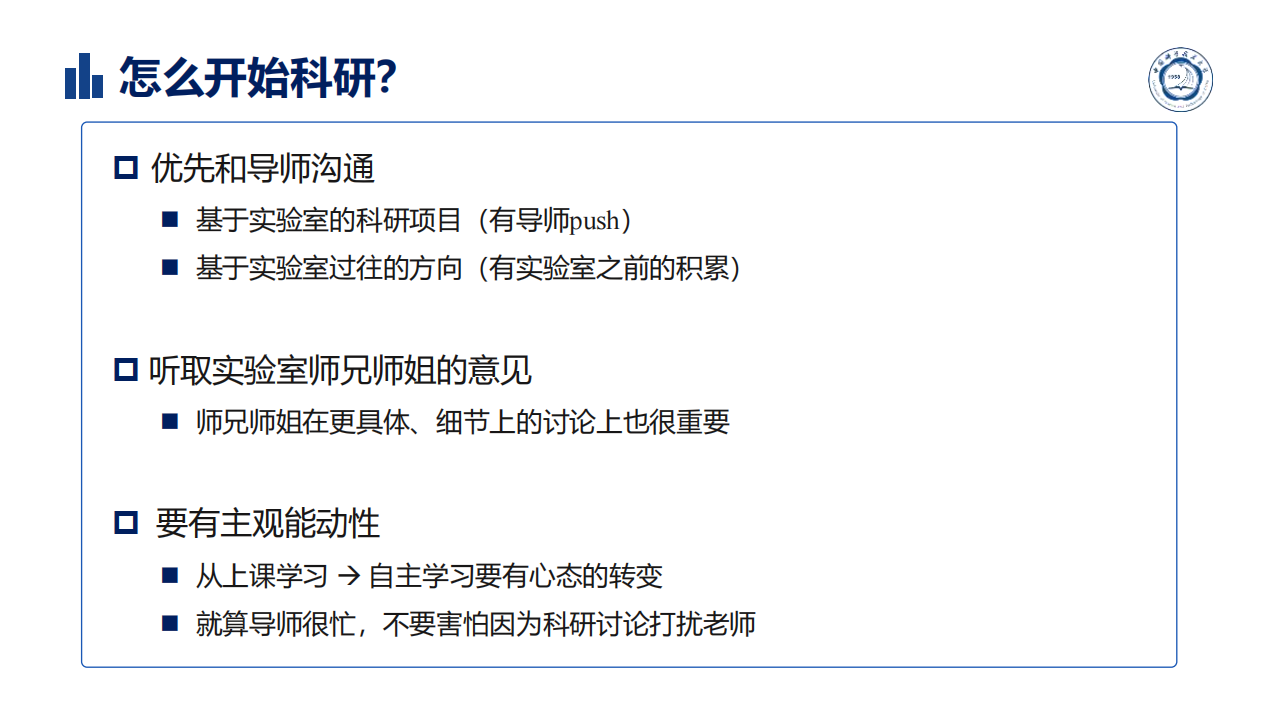 怎么开始科研?
1958
优先和导师沟通
基于实验室的科研项目（有导师push）
基于实验室过往的方向（有实验室之前的积累）
听取实验室师兄师姐的意见
师兄师姐在更具体、细节上的讨论上也很重要
要有主观能动性
从上课学习 → 自主学习要有心态的转变
就算导师很忙，不要害怕因为科研讨论打扰老师